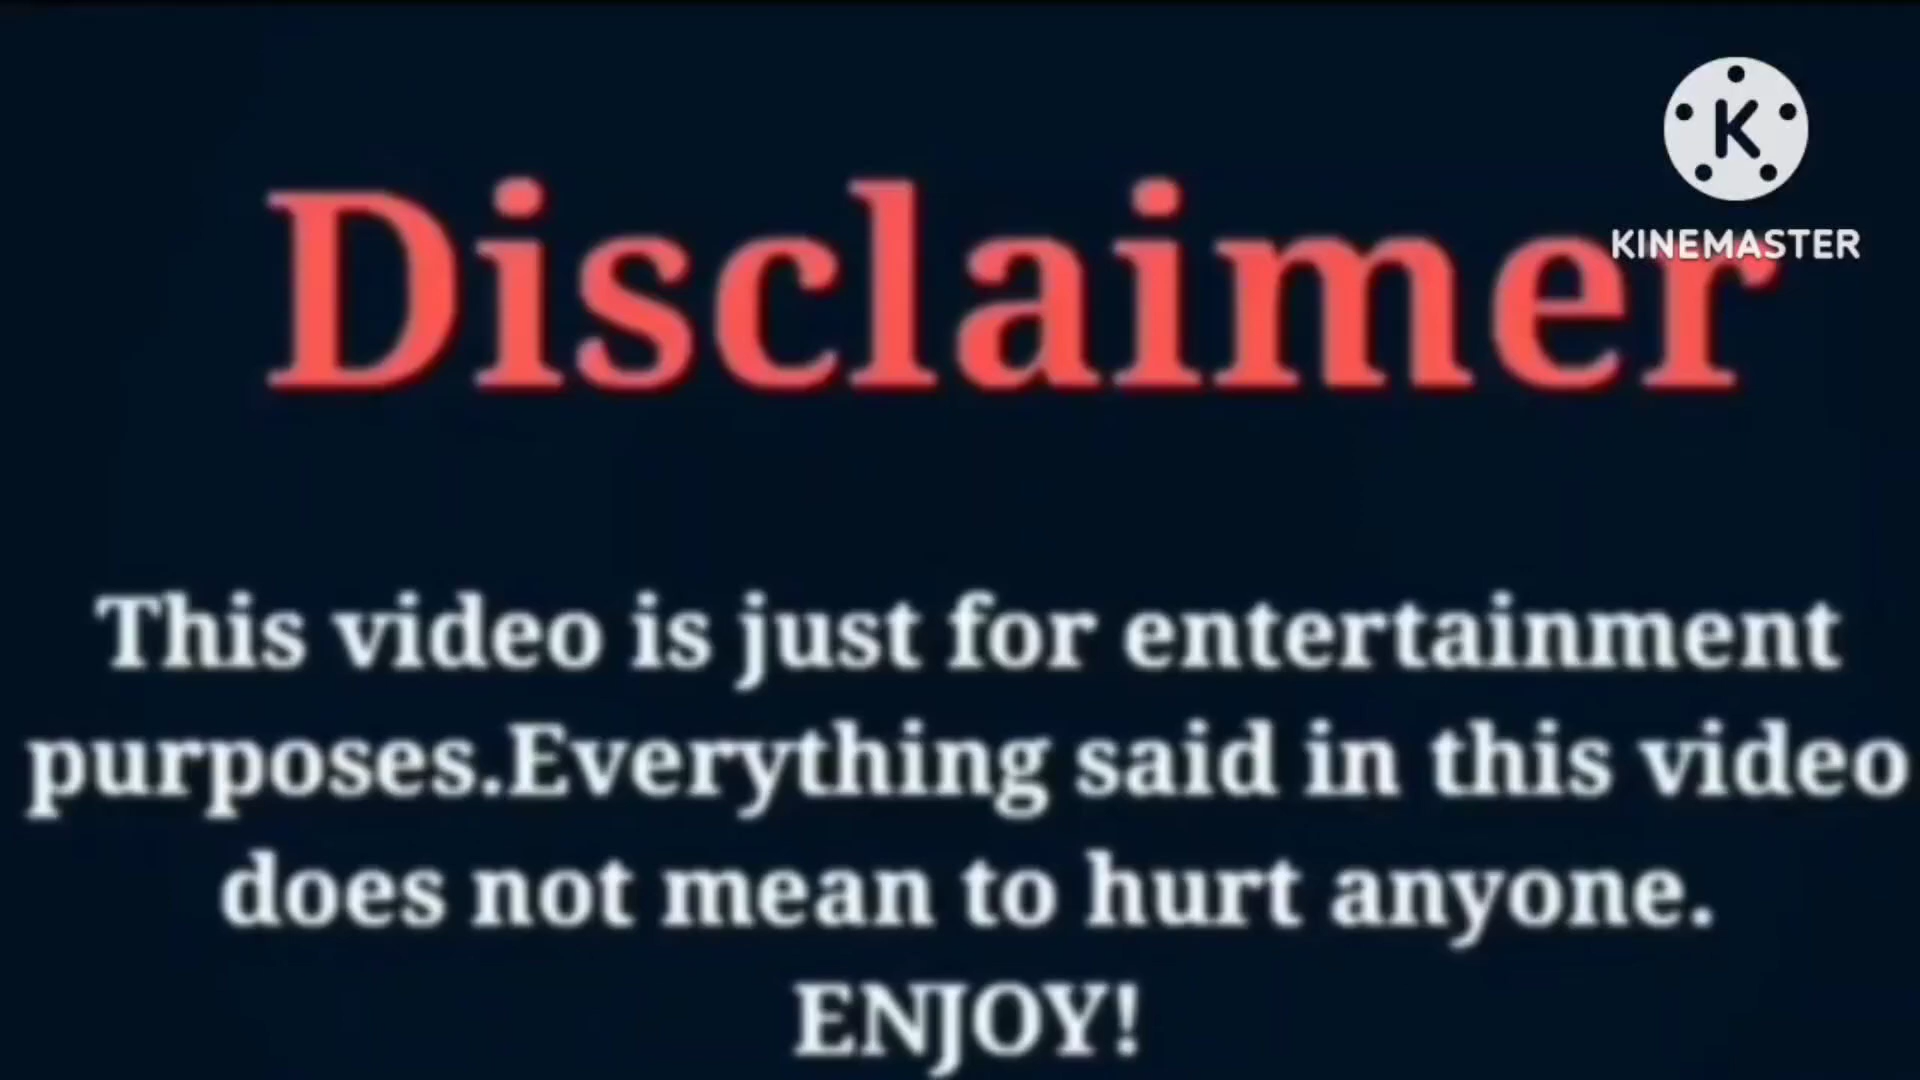 KINEMASTER
Disclaimer
This video is just for entertainment
purposes.Everything said in this video
does not mean to hurt anyone.
ENJOY!